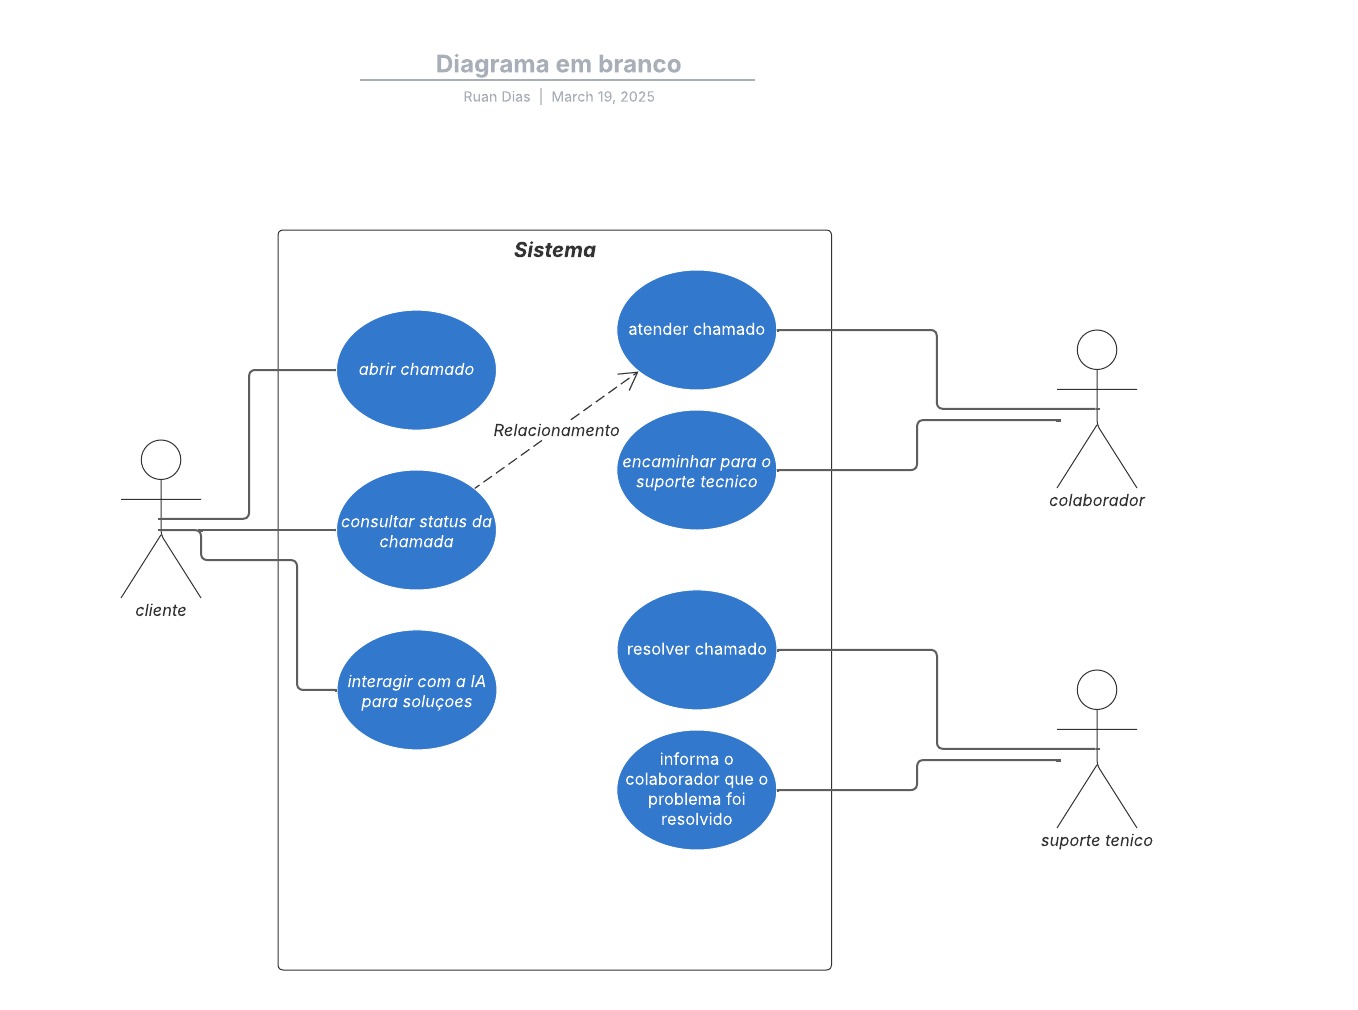 Diagrama em branco
Ruan Dias | March 19, 2025
Sistema
atender chamado
abrir chamado
Relacionamento
encaminhar para o
suporte tecnico
colaborador
consultar status da
chamada
cliente
resolver chamado
interagir com a IA
para soluçoes
informa o
colaborador que o
problema foi
resolvido
suporte tenico